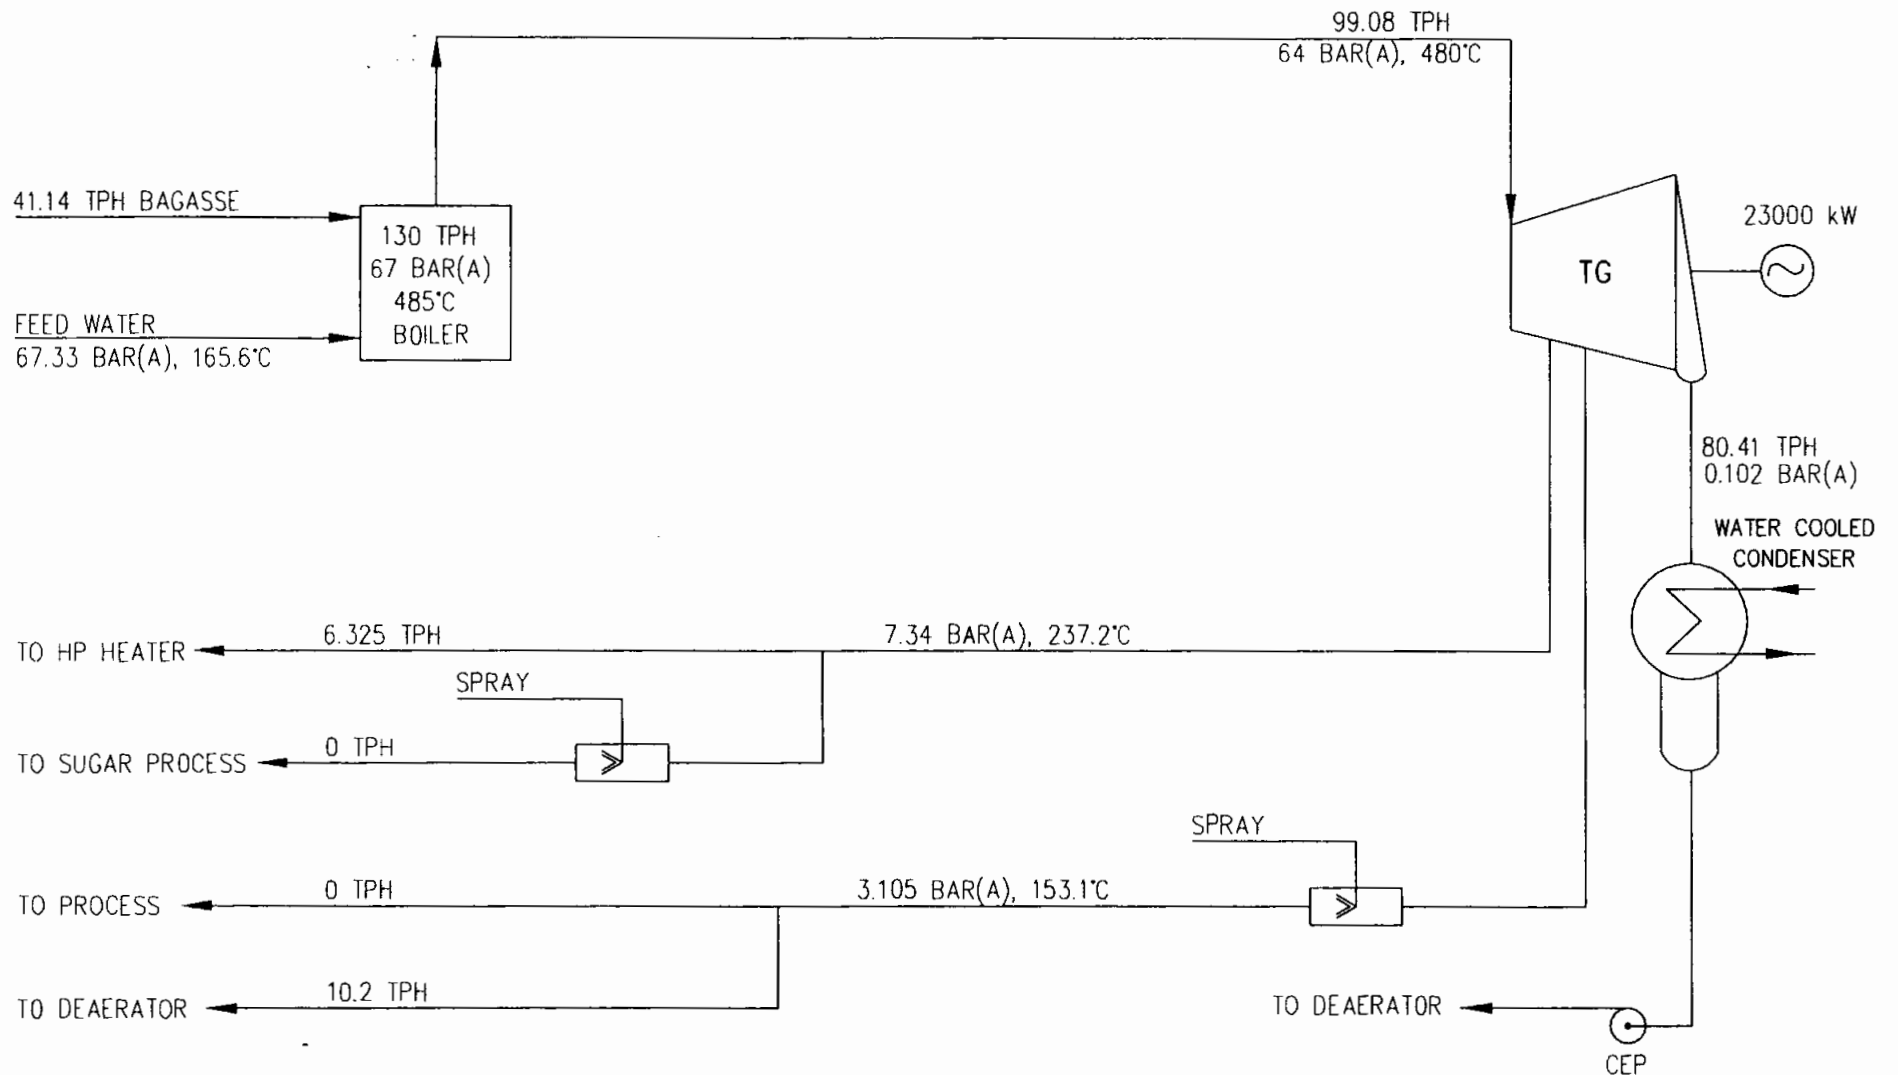 99.08 TPH
64 BAR(A), 480°C
41.14 TPH BAGASSE
130 TPH
67 BAR(A)
485°C
BOILER
FEED WATER
67.33 BAR(A), 165.6°C
TG
23000 kW
80.41 TPH
0.102 BAR(A)
WATER COOLED
CONDENSER
TO HP HEATER
6.325 TPH
7.34 BAR(A), 237.2°C
SPRAY
TO SUGAR PROCESS
0 TPH
SPRAY
TO PROCESS
0 TPH
3.105 BAR(A), 153.1°C
TO DEAERATOR
10.2 TPH
TO DEAERATOR
CEP